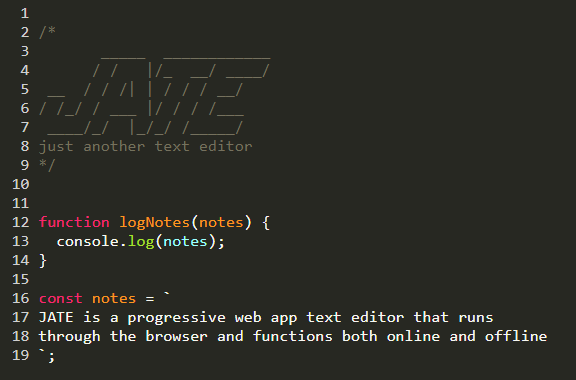 1
2 /*
3        _____  ____________
4       / /   |/_  __/ ____/
5  __  / / /| | / / / __/
6 / /_/ / ___ |/ / / /___
7 ____/_/  |_/_/ /_____/
8 just another text editor
9 */
10
11
12 function logNotes(notes) {
13   console.log(notes);
14 }
15
16 const notes = `
17 JATE is a progressive web app text editor that runs
18 through the browser and functions both online and offline
19 `;